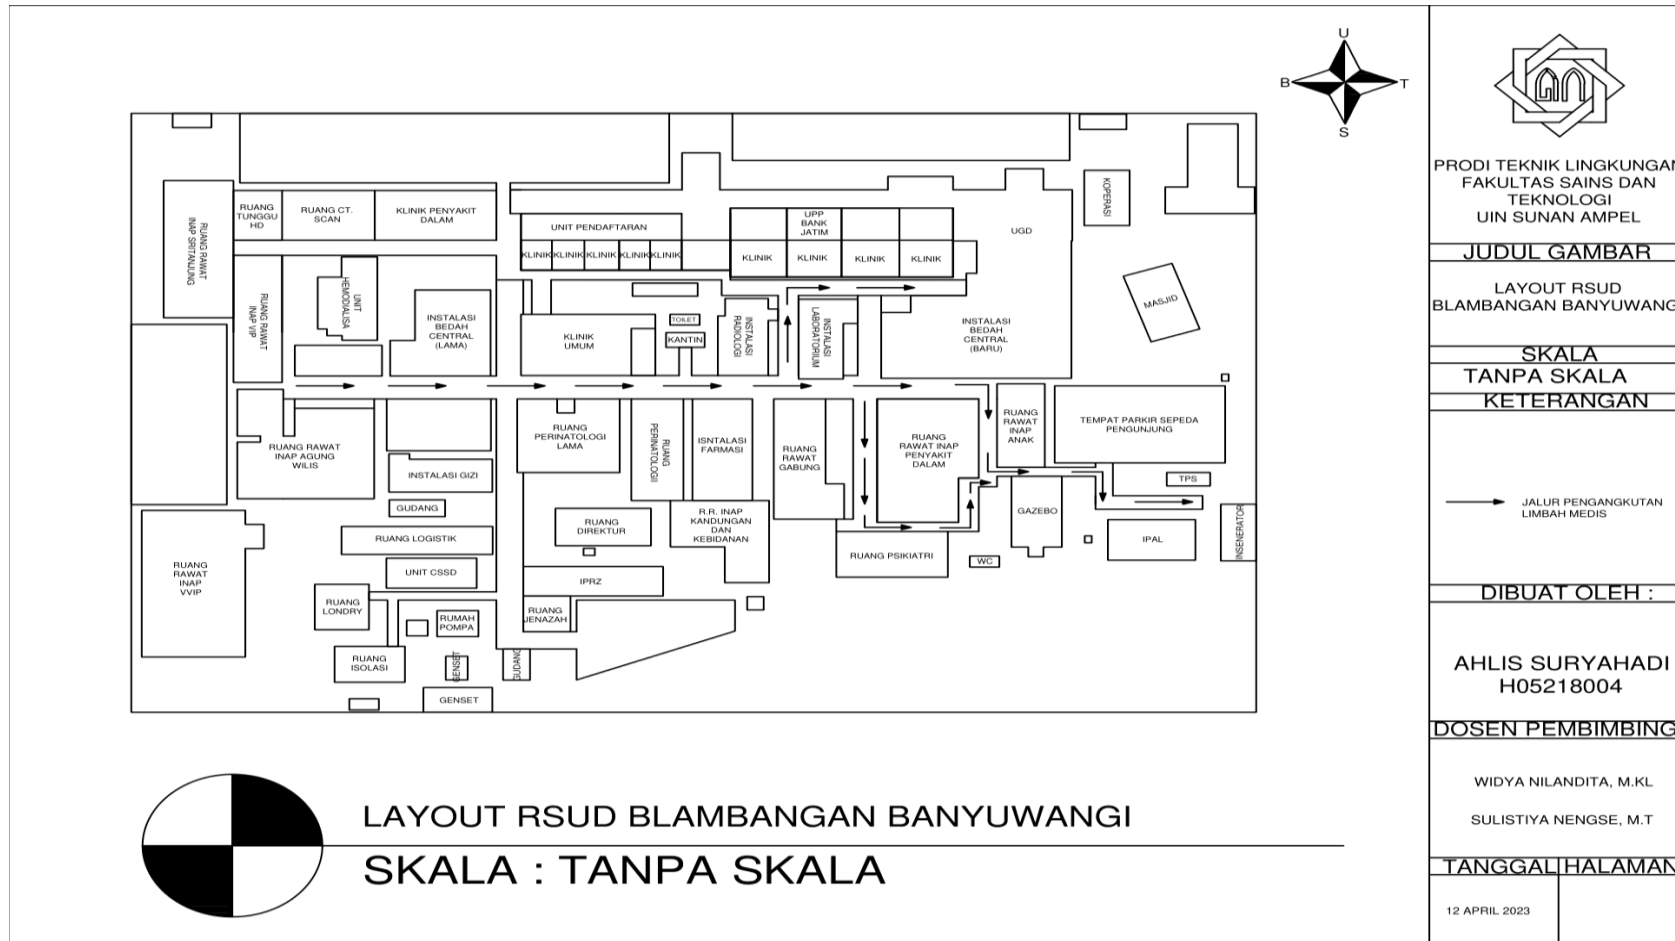 U
B
T
S
RUANG RAWAT
INAP SRITANJUNG
RUANG
TUNGGU
HD
RUANG CT.
SCAN
KLINIK PENYAKIT
DALAM
UNIT PENDAFTARAN
KLINIK
KLINIK
KLINIK
KLINIK
KLINIK
UPP
BANK
JATIM
KLINIK
KLINIK
KLINIK
KLINIK
UGD
KOPERASI
MASJID
RUANG RAWAT
INAP VIP
UNIT
HEMODIALISA
INSTALASI
BEDAH
CENTRAL
(LAMA)
KLINIK
UMUM
TOILET
KANTIN
INSTALASI
RADIOLOGI
INSTALASI
LABORATORIUM
INSTALASI
BEDAH
CENTRAL
(BARU)
RUANG RAWAT
INAP AGUNG
WILIS
INSTALASI GIZI
GUDANG
RUANG LOGISTIK
UNIT CSSD
RUANG
PERINATOLOGI
LAMA
RUANG
PERINATOLOGII
ISNTALASI
FARMASI
RUANG
RAWAT
GABUNG
RUANG
RAWAT INAP
PENYAKIT
DALAM
RUANG
RAWAT
INAP
ANAK
TEMPAT PARKIR SEPEDA
PENGUNJUNG
TPS
GAZEBO
IPAL
INSENERATOR
RUANG
DIREKTUR
R.R. INAP
KANDUNGAN
DAN
KEBIDANAN
RUANG PSIKIATRI
WC
IPRZ
RUANG
JENAZAH
RUANG
RAWAT
INAP
VVIP
RUANG
LONDRY
RUMAH
POMPA
RUANG
ISOLASI
GENSET
GUDANG
GENSET
LAYOUT RSUD BLAMBANGAN BANYUWANGI
SKALA : TANPA SKALA
PRODI TEKNIK LINGKUNGAN
FAKULTAS SAINS DAN
TEKNOLOGI
UIN SUNAN AMPEL
JUDUL GAMBAR
LAYOUT RSUD
BLAMBANGAN BANYUWANGI
SKALA
TANPA SKALA
KETERANGAN
JALUR PENGANGKUTAN
LIMBAH MEDIS
DIBUAT OLEH :
AHLIS SURYAHADI
H05218004
DOSEN PEMBIMBING
WIDYA NILANDITA, M.KL
SULISTIYA NENGSE, M.T
TANGGAL
HALAMAN
12 APRIL 2023